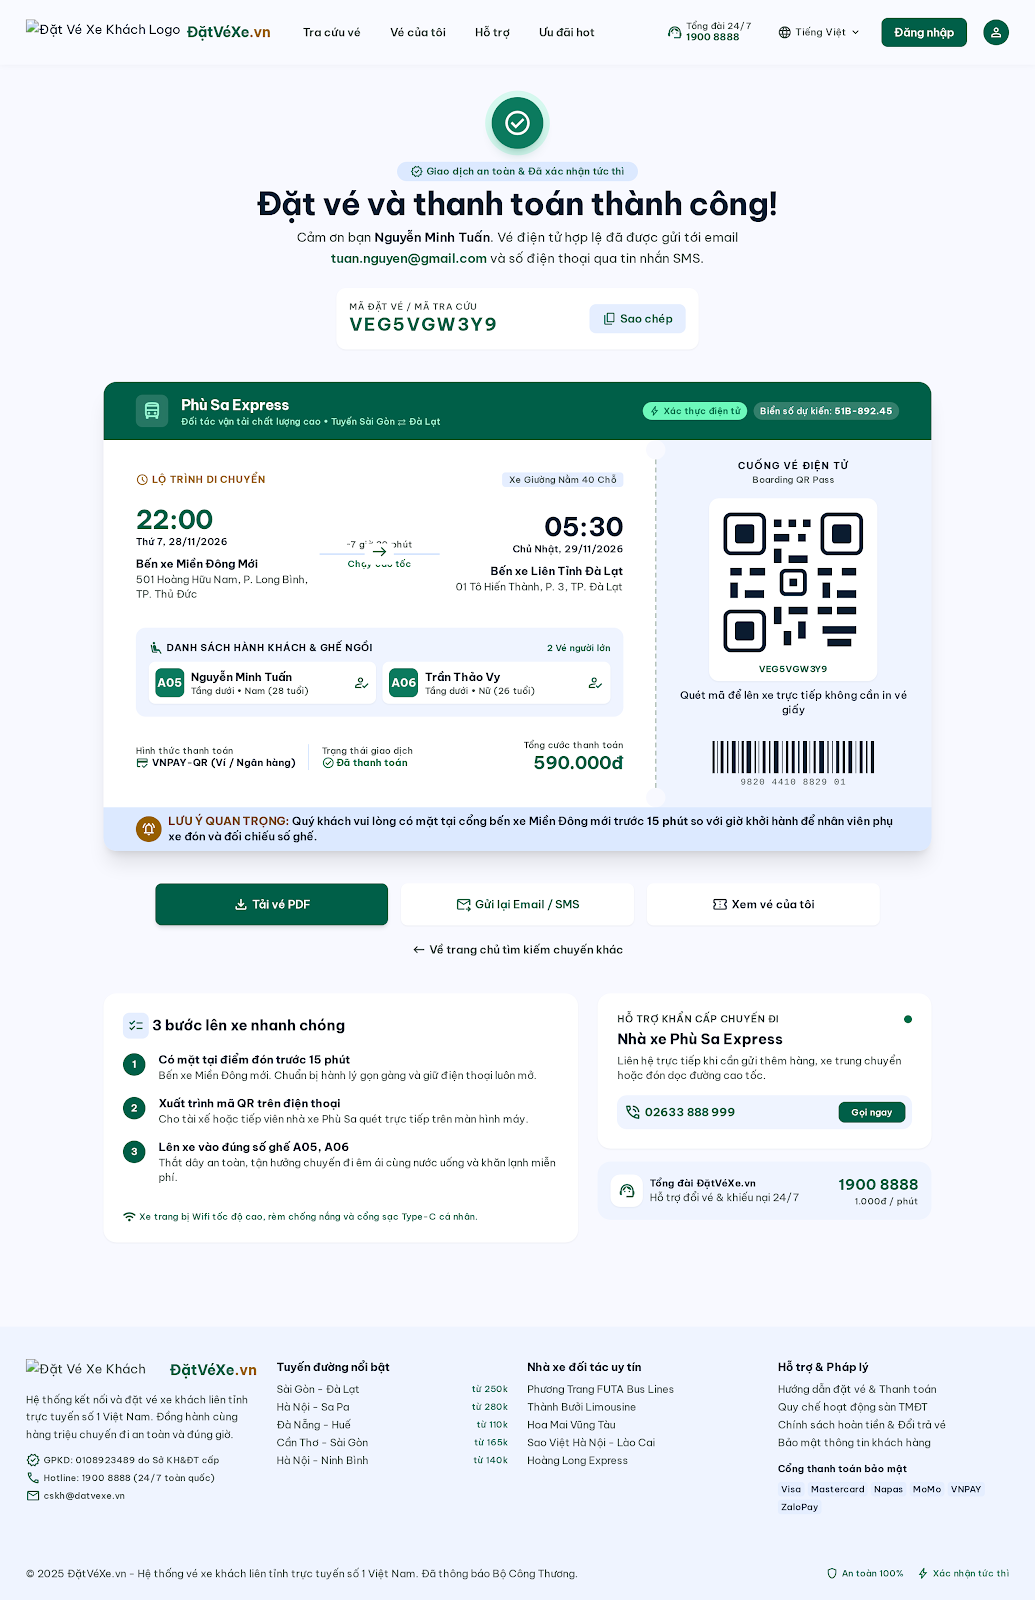 Đặt Vé Xe Khách Logo
ĐặtVéXe.vn
Tra cứu vé
Vé của tôi
Hỗ trợ
Ưu đãi hot
Tổng đài 24/7
1900 8888
Tiếng Việt
Đăng nhập
Giao dịch an toàn & Đã xác nhận tức thì
Đặt vé và thanh toán thành công!
Cảm ơn bạn Nguyễn Minh Tuấn. Vé điện tử hợp lệ đã được gửi tới email
tuan.nguyen@gmail.com và số điện thoại qua tin nhắn SMS.
MÃ ĐẶT VÉ / MÃ TRA CỨU
VEG5VGW3Y9
Sao chép
Phù Sa Express
Đối tác vận tải chất lượng cao • Tuyến Sài Gòn ⇄ Đà Lạt
Xác thực điện tử
Biển số dự kiến: 51B-892.45
LỘ TRÌNH DI CHUYỂN
Xe Giường Nằm 40 Chỗ
22:00
Thứ 7, 28/11/2026
Bến xe Miền Đông Mới
501 Hoàng Hữu Nam, P. Long Bình,
TP. Thủ Đức
~7 phút
tốc
05:30
Chủ Nhật, 29/11/2026
Bến xe Liên Tỉnh Đà Lạt
01 Tô Hiến Thành, P. 3, TP. Đà Lạt
DANH SÁCH HÀNH KHÁCH & GHẾ NGỒI
2 Vé người lớn
A05
Nguyễn Minh Tuấn
Tầng dưới • Nam (28 tuổi)
A06
Trần Thảo Vy
Tầng dưới • Nữ (26 tuổi)
Hình thức thanh toán
VNPAY-QR (Ví / Ngân hàng)
Trạng thái giao dịch
Đã thanh toán
Tổng cước thanh toán
590.000đ
CUỐNG VÉ ĐIỆN TỬ
Boarding QR Pass
VEG5VGW3Y9
Quét mã để lên xe trực tiếp không cần in vé
giấy
9820 4410 8829 01
LƯU Ý QUAN TRỌNG: Quý khách vui lòng có mặt tại cổng bến xe Miền Đông mới trước 15 phút so với giờ khởi hành để nhân viên phụ
xe đón và đối chiếu số ghế.
Tải vé PDF
Gửi lại Email / SMS
Xem vé của tôi
← Về trang chủ tìm kiếm chuyến khác
3 bước lên xe nhanh chóng
1
Có mặt tại điểm đón trước 15 phút
Bến xe Miền Đông mới. Chuẩn bị hành lý gọn gàng và giữ điện thoại luôn mở.
2
Xuất trình mã QR trên điện thoại
Cho tài xế hoặc tiếp viên nhà xe Phù Sa quét trực tiếp trên màn hình máy.
3
Lên xe vào đúng số ghế A05, A06
Thắt dây an toàn, tận hưởng chuyến đi êm ái cùng nước uống và khăn lạnh miễn
phí.
Xe trang bị Wifi tốc độ cao, rèm chống nắng và cổng sạc Type-C cá nhân.
HỖ TRỢ KHẨN CẤP CHUYẾN ĐI
Nhà xe Phù Sa Express
Liên hệ trực tiếp khi cần gửi thêm hàng, xe trung chuyển
hoặc đón dọc đường cao tốc.
02633 888 999
Gọi ngay
Tổng đài ĐặtVéXe.vn
Hỗ trợ đổi vé & khiếu nại 24/7
1900 8888
1.000đ / phút
Đặt Vé Xe Khách
ĐặtVéXe.vn
Hệ thống kết nối và đặt vé xe khách liên tỉnh
trực tuyến số 1 Việt Nam. Đồng hành cùng
hàng triệu chuyến đi an toàn và đúng giờ.
GPKD: 0108923489 do Sở KH&ĐT cấp
Hotline: 1900 8888 (24/7 toàn quốc)
cskh@datvexe.vn
Tuyến đường nổi bật
Sài Gòn - Đà Lạt từ 250k
Hà Nội - Sa Pa từ 280k
Đà Nẵng - Huế từ 110k
Cần Thơ - Sài Gòn từ 165k
Hà Nội - Ninh Bình từ 140k
Nhà xe đối tác uy tín
Phương Trang FUTA Bus Lines
Thành Bưởi Limousine
Hoa Mai Vũng Tàu
Sao Việt Hà Nội - Lào Cai
Hoàng Long Express
Hỗ trợ & Pháp lý
Hướng dẫn đặt vé & Thanh toán
Quy chế hoạt động sàn TMĐT
Chính sách hoàn tiền & Đổi trả vé
Bảo mật thông tin khách hàng
Cổng thanh toán bảo mật
Visa Mastercard Napas MoMo VNPAY
ZaloPay
© 2025 ĐặtVéXe.vn - Hệ thống vé xe khách liên tỉnh trực tuyến số 1 Việt Nam. Đã thông báo Bộ Công Thương.
An toàn 100%
Xác nhận tức thì